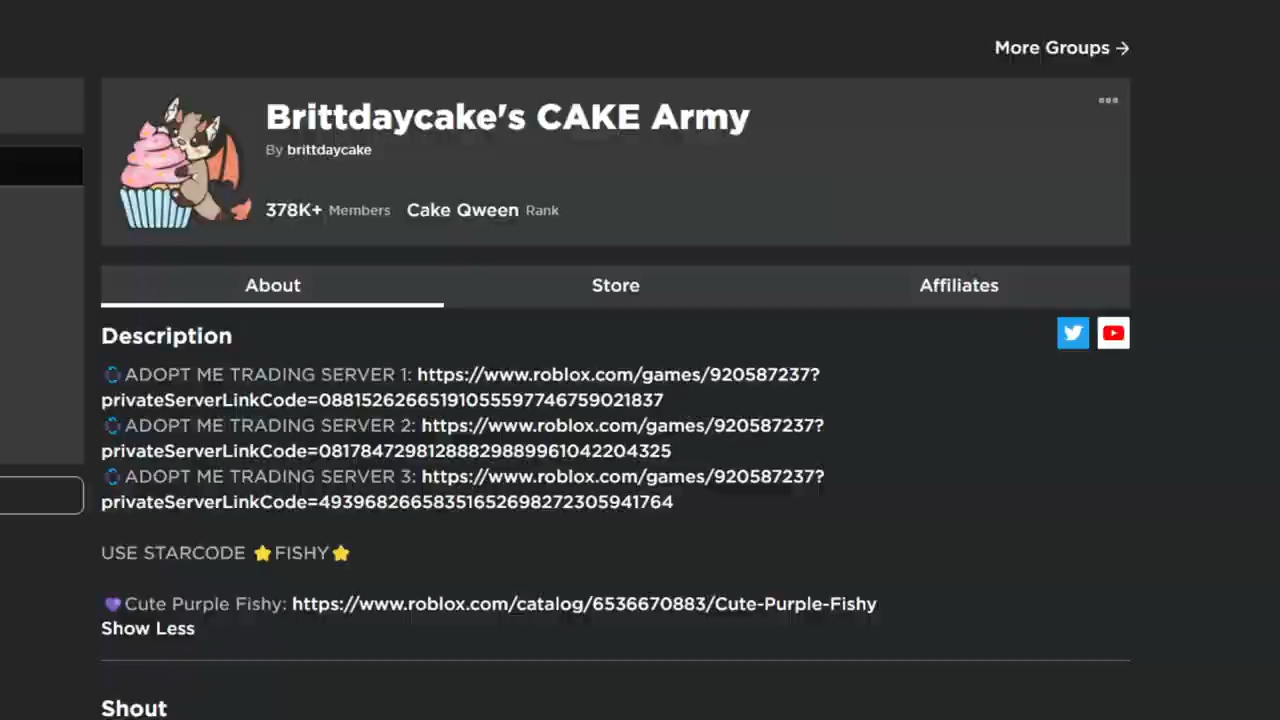 More Groups →
Brittdaycake's CAKE Army
By brittdaycake
378K+ Members Cake Qween Rank
About Store Affiliates
Description
ADOPT ME TRADING SERVER 1: https://www.roblox.com/games/920587237?
privateServerLinkCode=08815262665191055597746759021837
ADOPT ME TRADING SERVER 2: https://www.roblox.com/games/920587237?
privateServerLinkCode=08178472981288829889961042204325
ADOPT ME TRADING SERVER 3: https://www.roblox.com/games/920587237?
privateServerLinkCode=49396826658351652698272305941764
USE STARCODE ⭐FISHY⭐
💜Cute Purple Fishy: https://www.roblox.com/catalog/6536670883/Cute-Purple-Fishy
Show Less
Shout